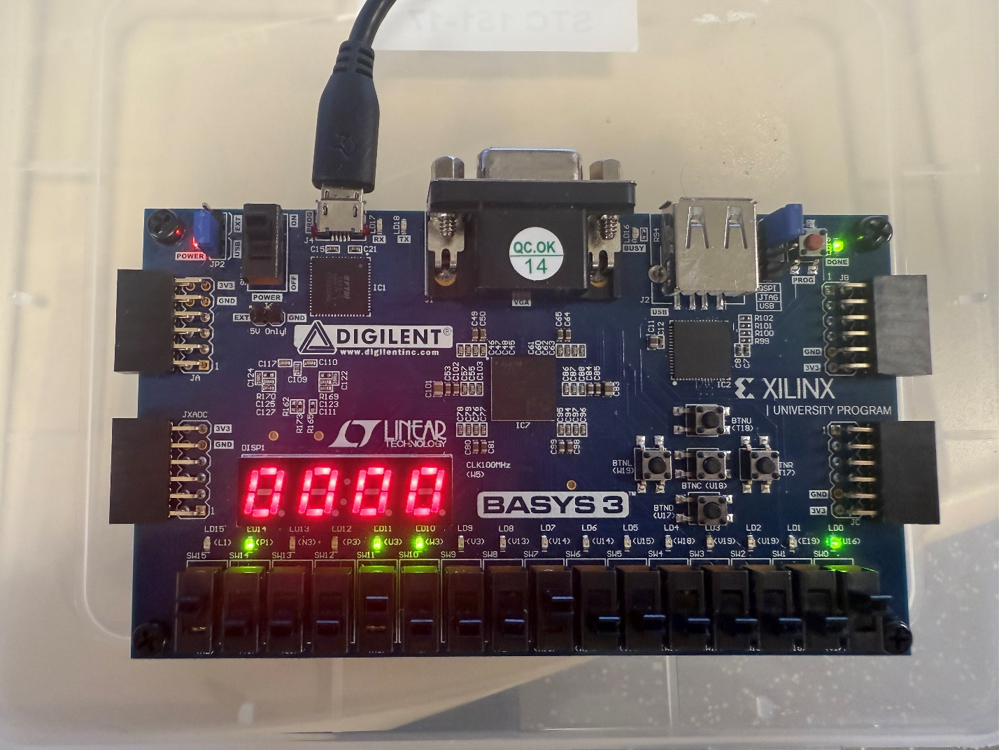 STC 151-17
QC.OK
14
EXT
USB
ON
OFF
POWER
JP2
POWER
EXT
GND
5V Only!
PROG
J4
C15
C21
LD17
RX
LD18
TX
IC1
VGA
LD16
BUSY
R94
J2
USB
QSPI
JTAG
USB
PROG
DONE
3V3
GND
JA
1
DIGILENT®
www.digilentinc.com
C117
C110
C109
C124
C122
R170
C125
C127
R169
C123
C111
R162
R173
R165
C49
C50
C65
C64
C46
C47
C48
C45
C61
C60
C62
C63
C101
C53
C102
C57
C55
C103
C86
C87
C88
C84
C85
C83
C78
C79
C76
C77
C95
C94
C97
C96
C80
C81
C99
C98
IC7
C11
C12
IC2
R102
R101
R100
R99
C8
C7
1
JB
GND
3V3
XILINX
UNIVERSITY PROGRAM
JXADC
3V3
GND
1
LINEAR
TECHNOLOGY
DISP1
0000
CLK100MHz
(W5)
BASYS 3™
BTNU
(T18)
BTNL
(W19)
BTNC (U18)
TNR
T17)
BTND
(U17)
1
GND
3V3
JC
LD15 LD14 LD13 LD12 LD11 LD10 LD9 LD8 LD7 LD6 LD5 LD4 LD3 LD2 LD1 LD0
(L1) (P1) (N3) (P3) (U3) (W3) (V3) (V13) (V14) (U14) (U15) (W18) (V19) (U19) (E19) (U16)
SW15 SW14 SW13 SW12 SW11 SW10 SW9 SW8 SW7 SW6 SW5 SW4 SW3 SW2 SW1 SW0